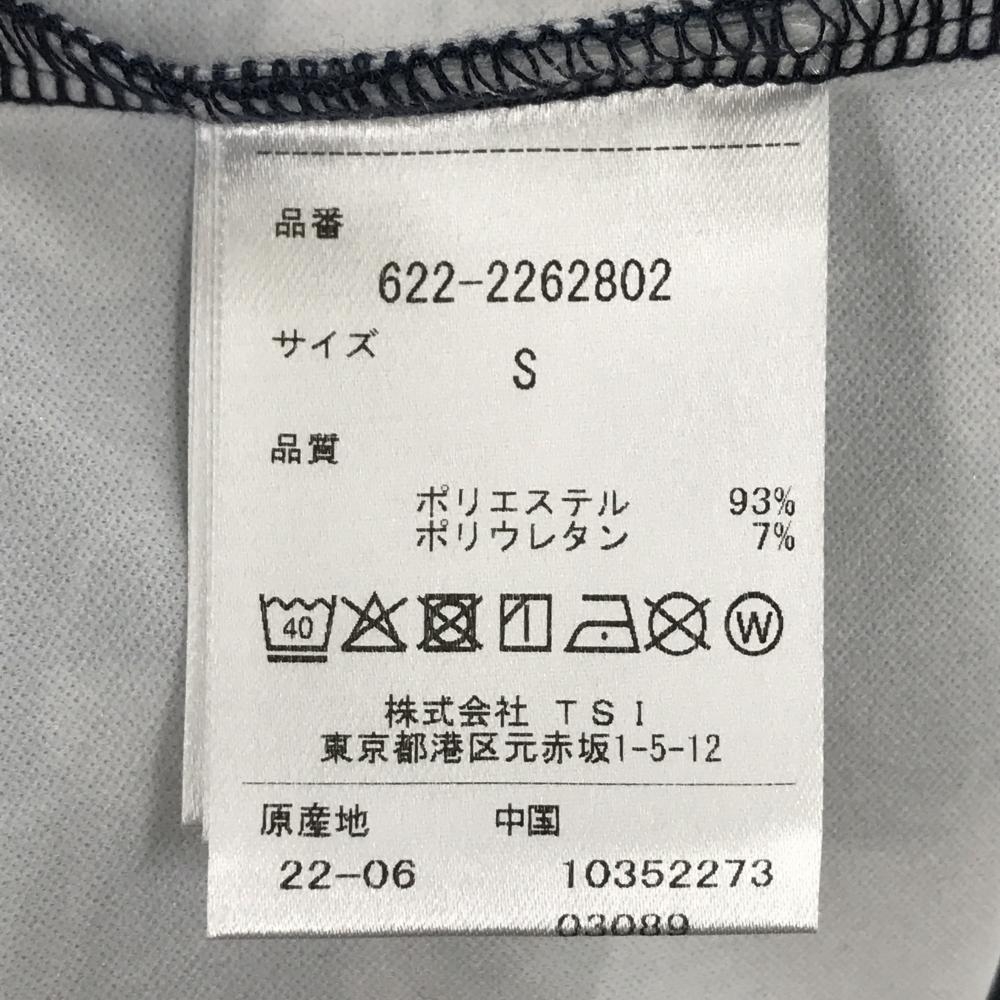 品番
622-2262802
サイズ
S
品質
ポリエステル 93%
ポリウレタン 7%
40 W
株式会社 TSI
東京都港区元赤坂1-5-12
原産地 中国
22-06 10352273
03089